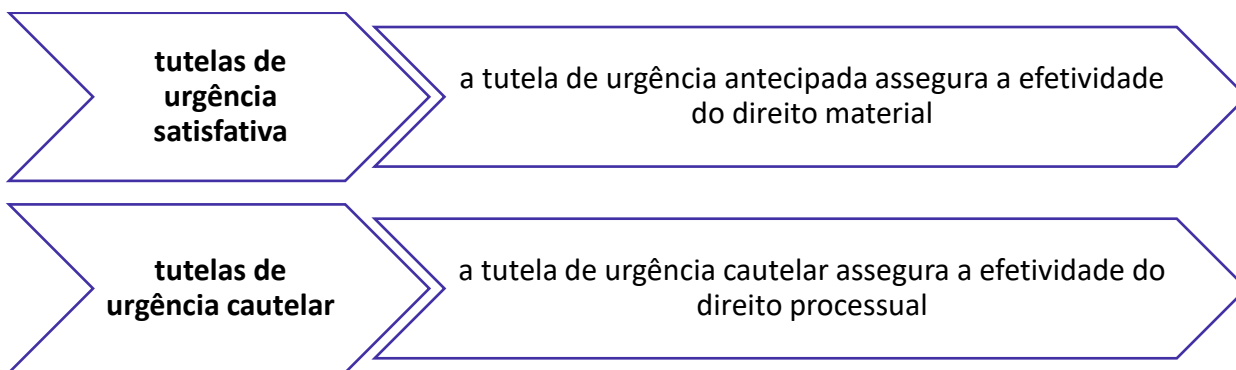 tutelas de
urgência
satisfativa
a tutela de urgência antecipada assegura a efetividade
do direito material
tutelas de
urgência cautelar
a tutela de urgência cautelar assegura a efetividade do
direito processual